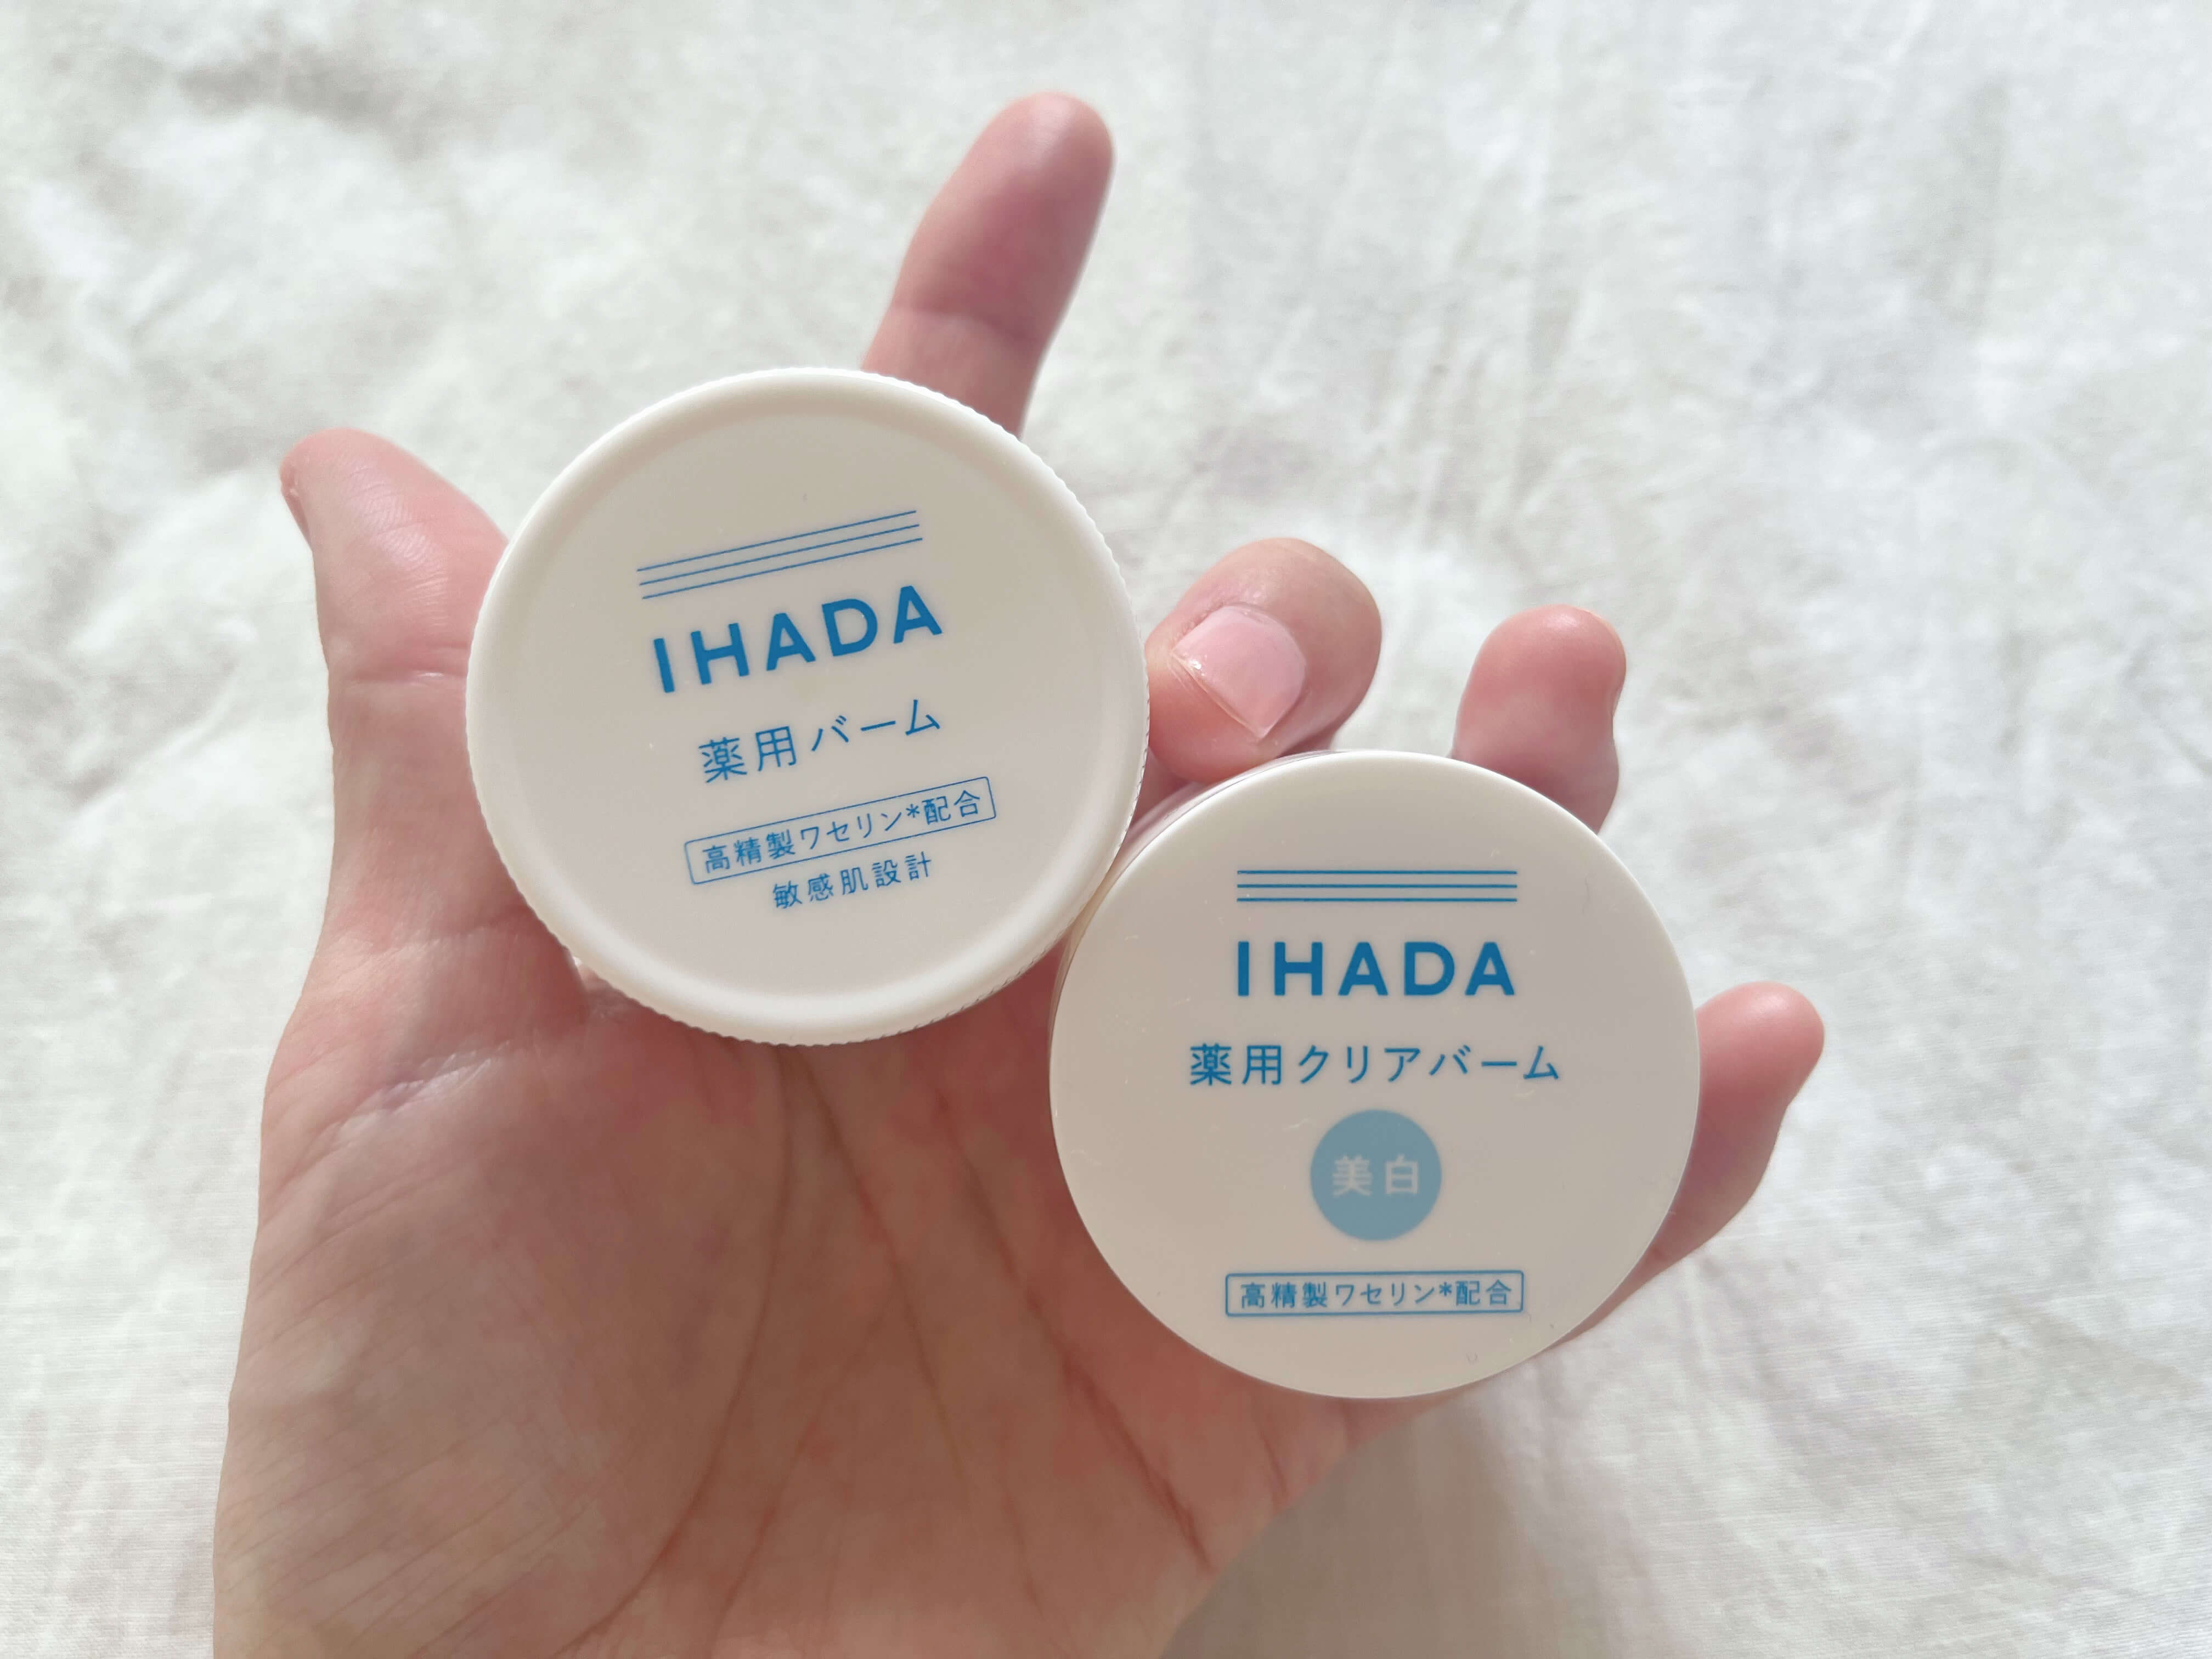 IHADA
薬用バーム
高精製ワセリン*配合
敏感肌設計
IHADA
薬用クリアバーム
美白
高精製ワセリン*配合